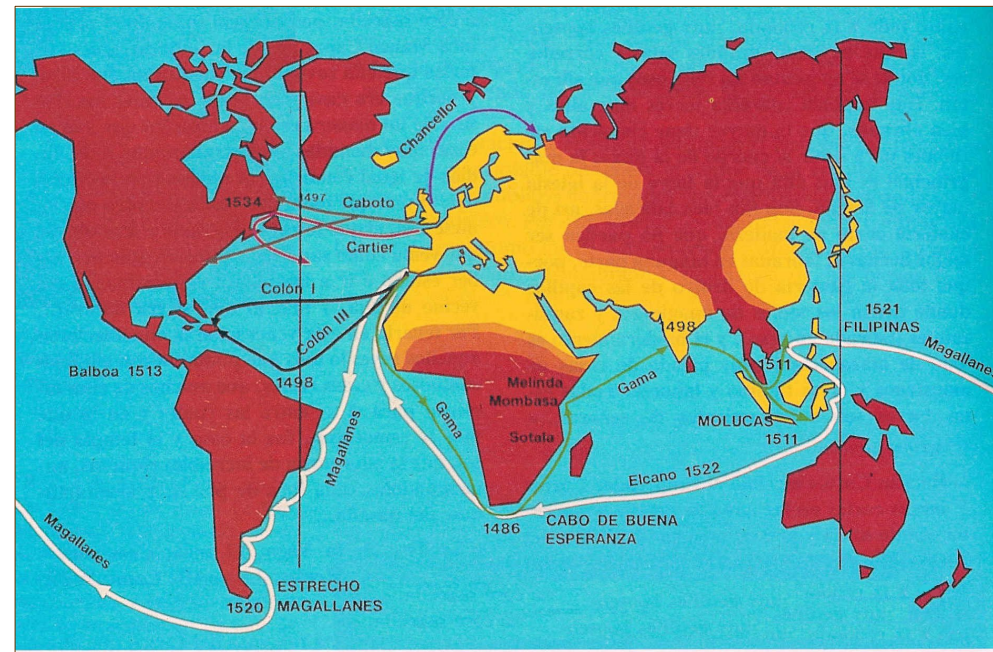 Chancellor
1534
1497
Caboto
Cartier
Colón I
Colón III
Balboa 1513
1498
Magallanes
Gama
Melinda
Mombasa
Sotala
Gama
1498
1511
1521
FILIPINAS
Magallanes
MOLUCAS
1511
Elcano 1522
1486
CABO DE BUENA
ESPERANZA
Magallanes
1520
ESTRECHO
MAGALLANES